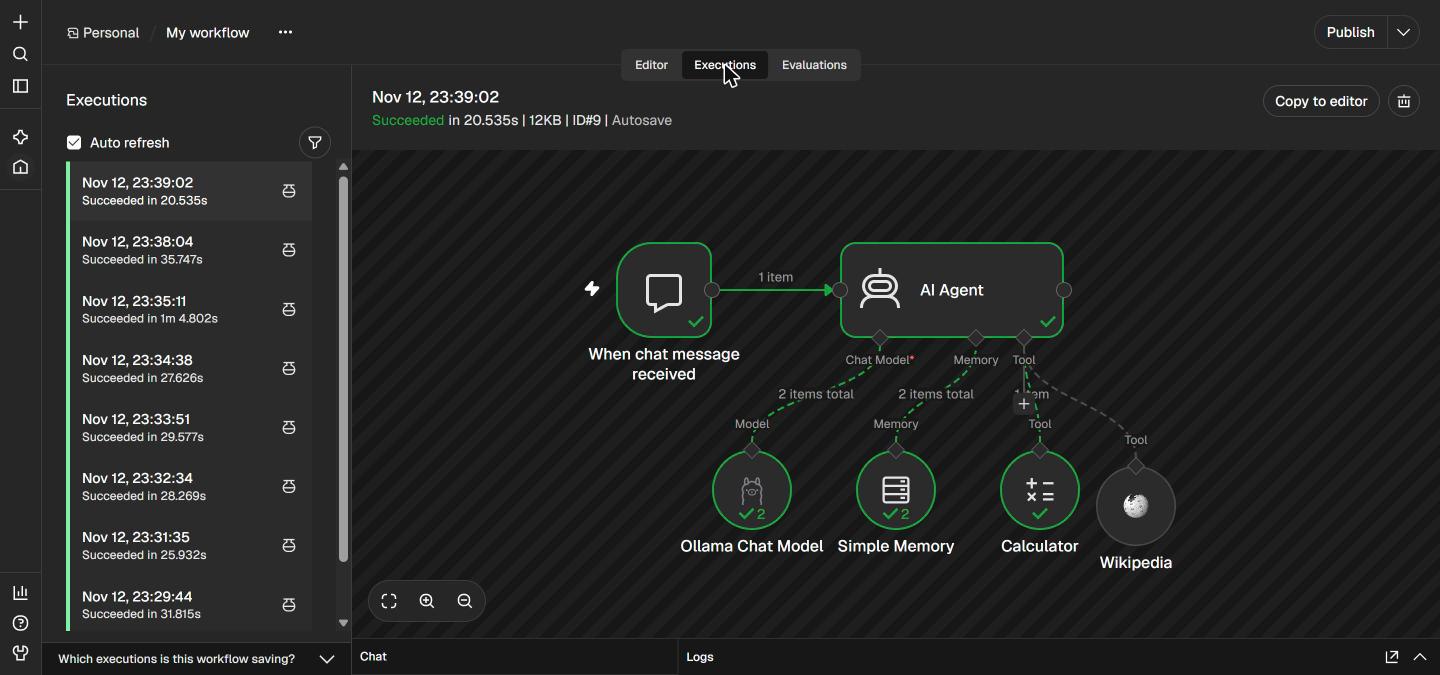 Personal / My workflow ...
Publish
Editor Executions Evaluations
Executions
Auto refresh
Nov 12, 23:39:02
Succeeded in 20.535s
Nov 12, 23:38:04
Succeeded in 35.747s
Nov 12, 23:35:11
Succeeded in 1m 4.802s
Nov 12, 23:34:38
Succeeded in 27.626s
Nov 12, 23:33:51
Succeeded in 29.577s
Nov 12, 23:32:34
Succeeded in 28.269s
Nov 12, 23:31:35
Succeeded in 25.932s
Nov 12, 23:29:44
Succeeded in 31.815s
Which executions is this workflow saving?
Nov 12, 23:39:02
Succeeded in 20.535s | 12KB | ID#9 | Autosave
Copy to editor
1 item
AI Agent
When chat message
received
Chat Model* Memory Tool
2 items total 2 items total
Model Memory Tool
Tool
2 2
Ollama Chat Model Simple Memory Calculator
Wikipedia
Chat
Logs